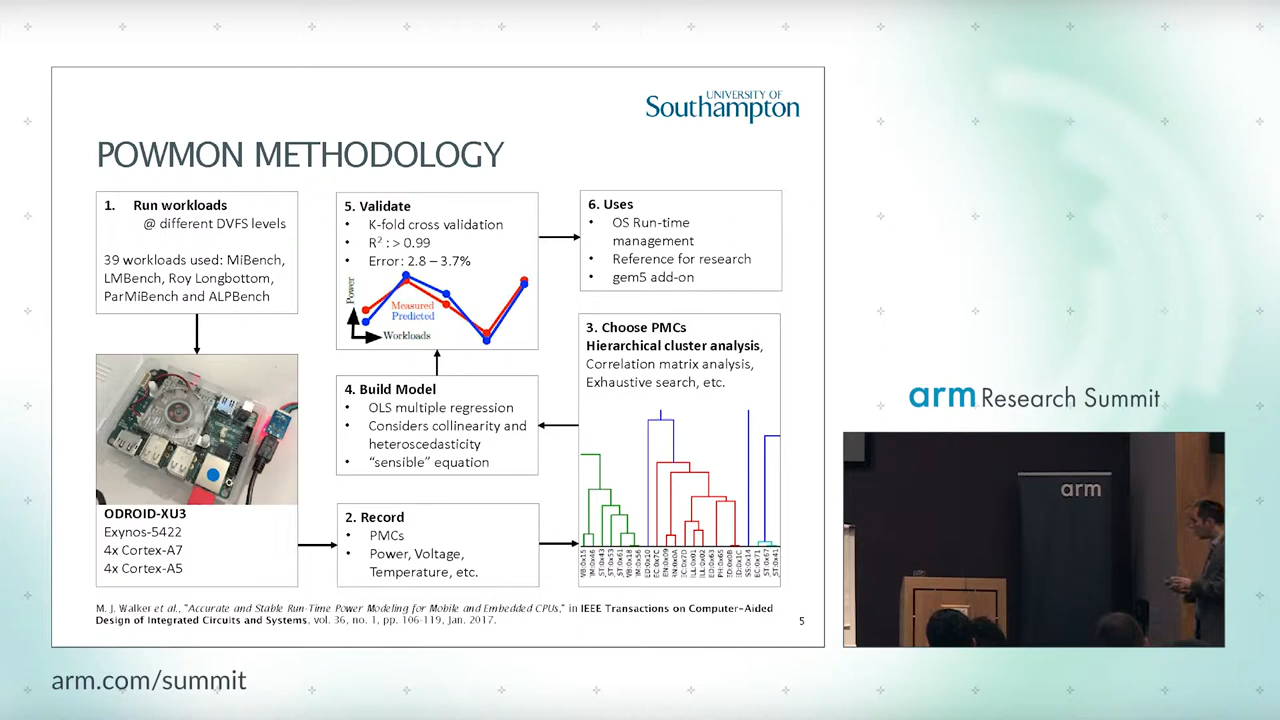 UNIVERSITY OF
Southampton
POWMON METHODOLOGY
1. Run workloads
@ different DVFS levels
39 workloads used: MiBench,
LMBench, Roy Longbottom,
ParMiBench and ALPBench
ODROID-XU3
Exynos-5422
4x Cortex-A7
4x Cortex-A5
2. Record
• PMCs
• Power, Voltage,
Temperature, etc.
3. Choose PMCs
Hierarchical cluster analysis,
Correlation matrix analysis,
Exhaustive search, etc.
4. Build Model
• OLS multiple regression
• Considers collinearity and
heteroscedasticity
• “sensible” equation
5. Validate
• K-fold cross validation
• R² : > 0.99
• Error: 2.8 – 3.7%
Power
Measured
Predicted
Workloads
6. Uses
• OS Run-time
management
• Reference for research
• gem5 add-on
M. J. Walker et al., "Accurate and Stable Run-Time Power Modeling for Mobile and Embedded CPUs," in IEEE Transactions on Computer-Aided
Design of Integrated Circuits and Systems, vol. 36, no. 1, pp. 106-119, Jan. 2017.
5
arm Research Summit
arm
arm.com/summit